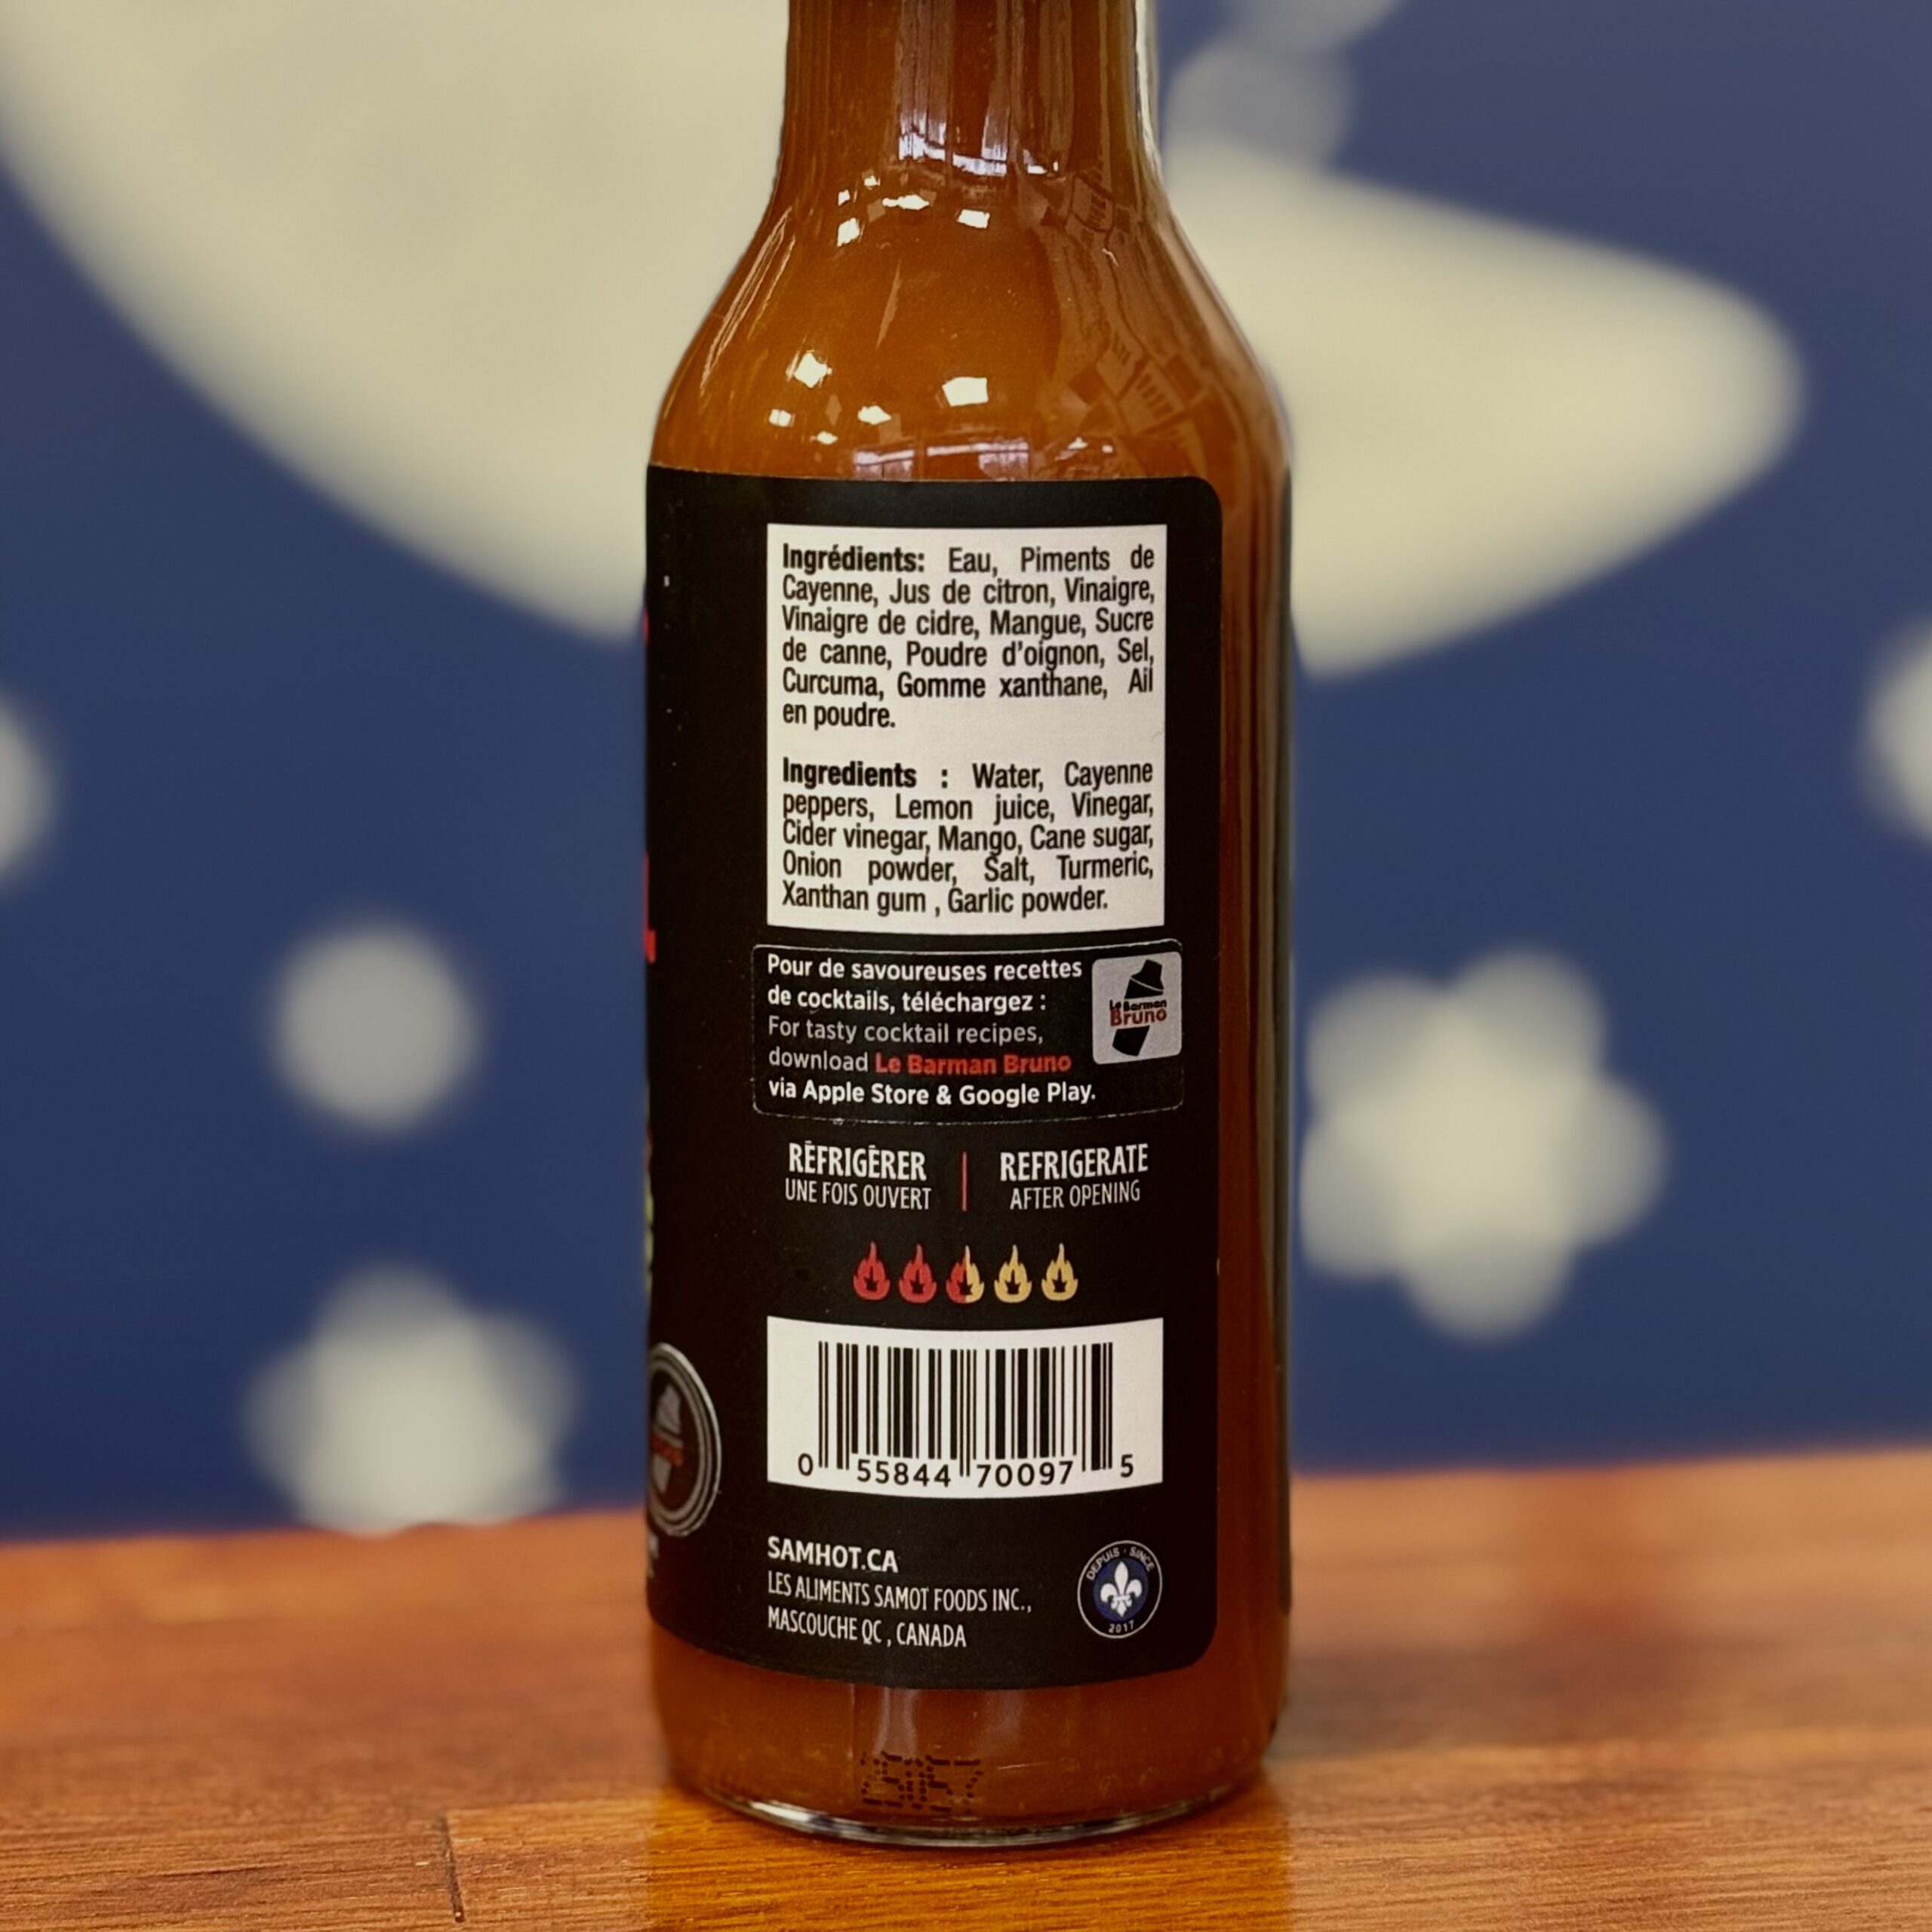 Ingrédients: Eau, Piments de
Cayenne, Jus de citron, Vinaigre,
Vinaigre de cidre, Mangue, Sucre
de canne, Poudre d'oignon, Sel,
Curcuma, Gomme xanthane, Ail
en poudre.
Ingredients : Water, Cayenne
peppers, Lemon juice, Vinegar,
Cider vinegar, Mango, Cane sugar,
Onion powder, Salt, Turmeric,
Xanthan gum , Garlic powder.
Pour de savoureuses recettes
de cocktails, téléchargez :
For tasty cocktail recipes,
download Le Barman Bruno
via Apple Store & Google Play.
Le Barman
Bruno
RÉFRIGÉRER
UNE FOIS OUVERT
REFRIGERATE
AFTER OPENING
0 55844 70097 5
SAMHOT.CA
LES ALIMENTS SAMOT FOODS INC.,
MASCOUCHE QC , CANADA
DEPUIS · SINCE
2017